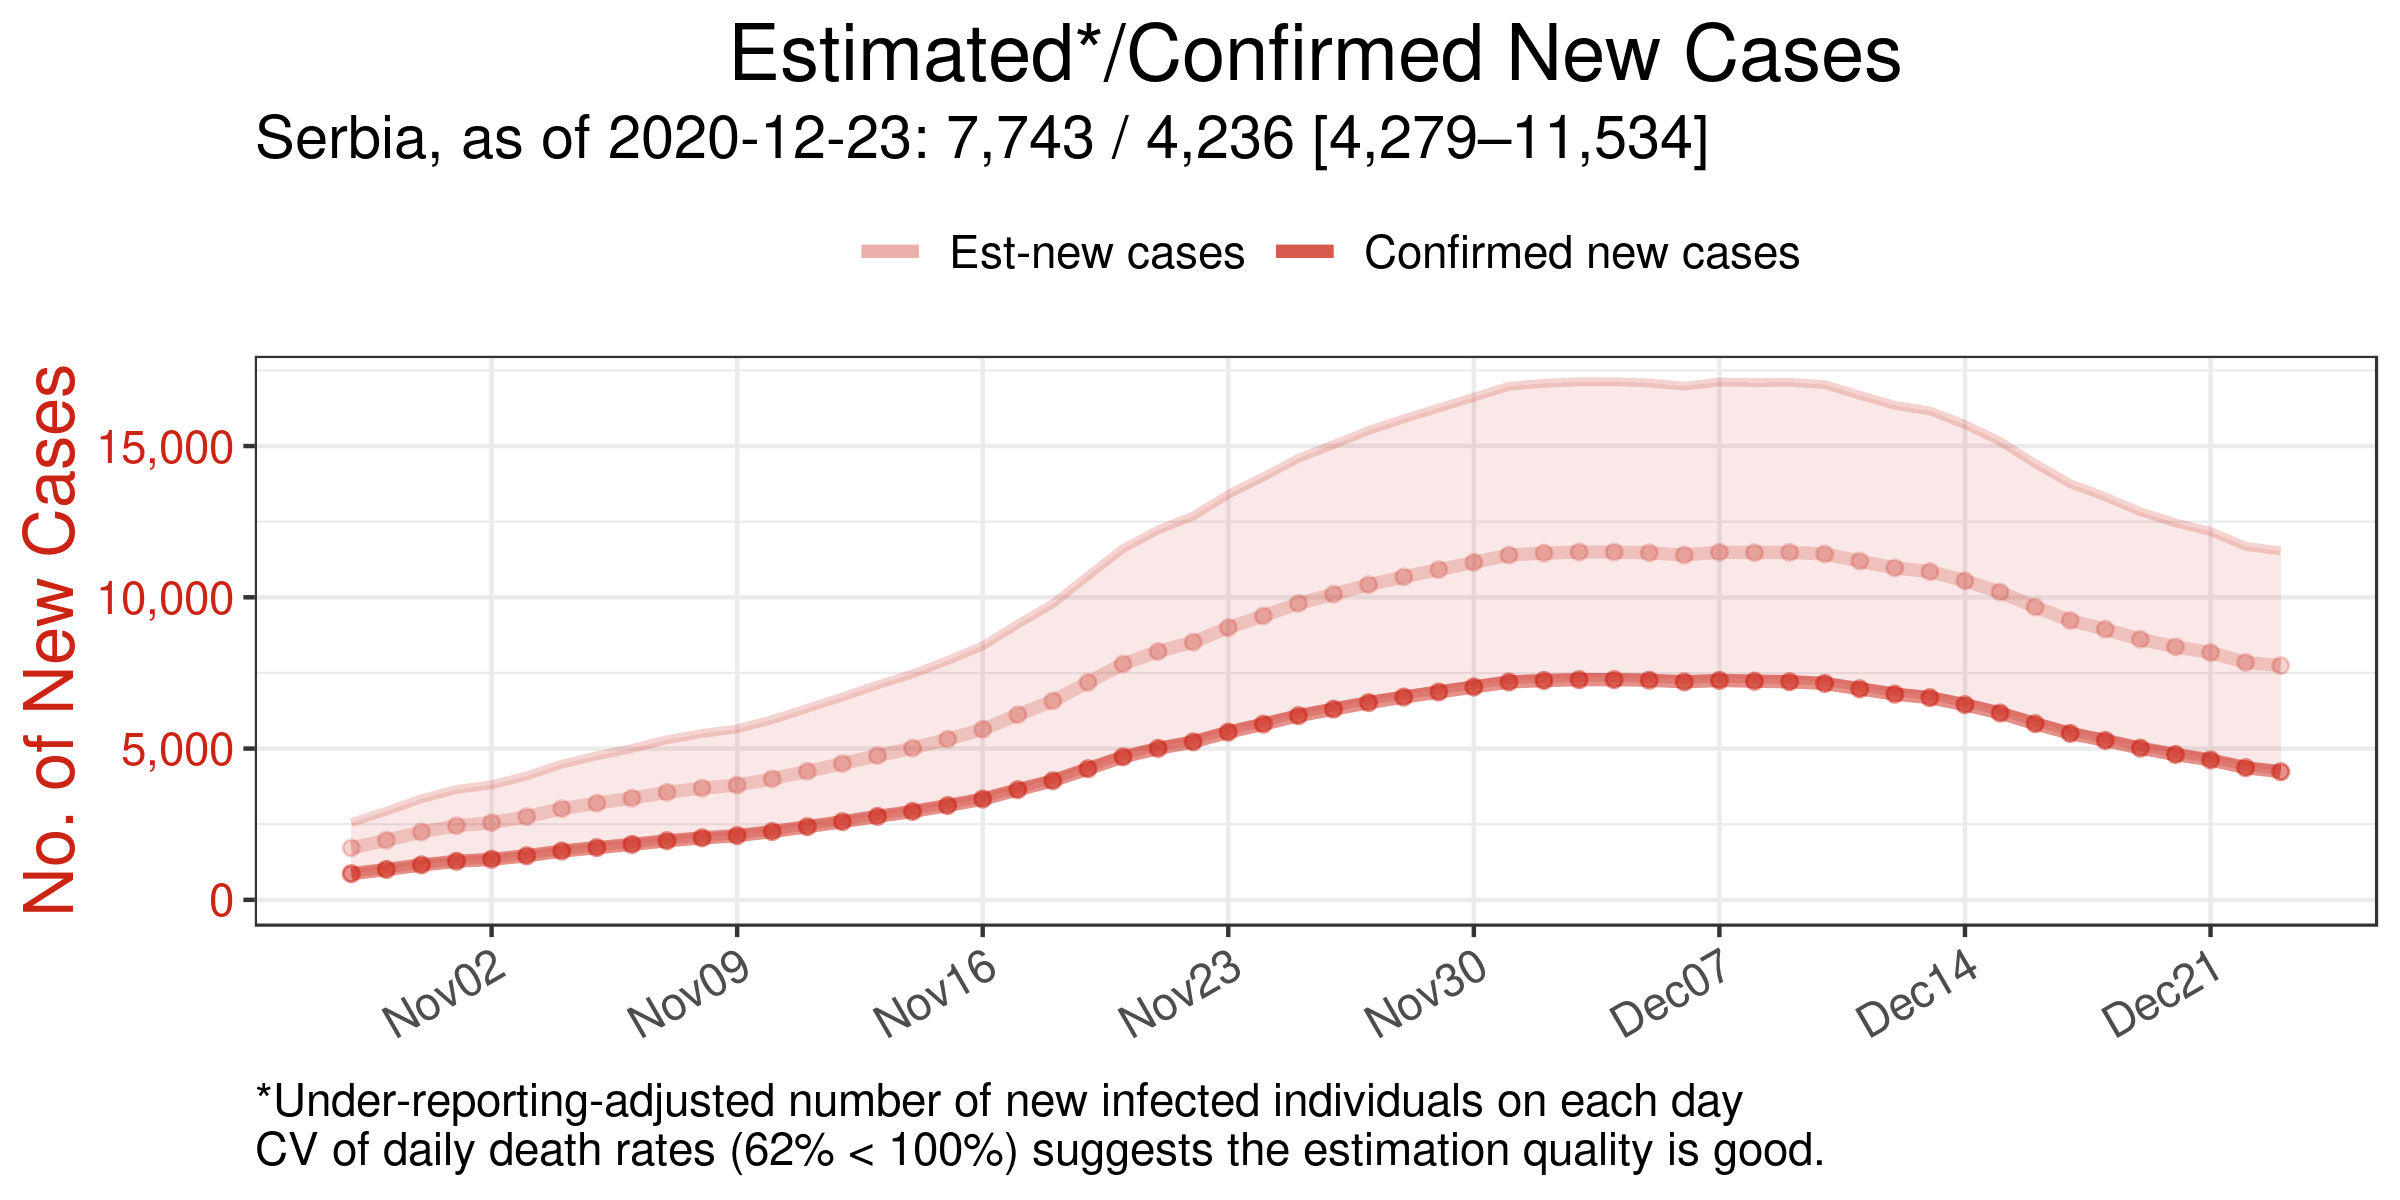 Estimated*/Confirmed New Cases
Serbia, as of 2020-12-23: 7,743 / 4,236 [4,279–11,534]
Est-new cases Confirmed new cases
No. of New Cases
15,000
10,000
5,000
0
Nov02 Nov09 Nov16 Nov23 Nov30 Dec07 Dec14 Dec21
*Under-reporting-adjusted number of new infected individuals on each day
CV of daily death rates (62% < 100%) suggests the estimation quality is good.